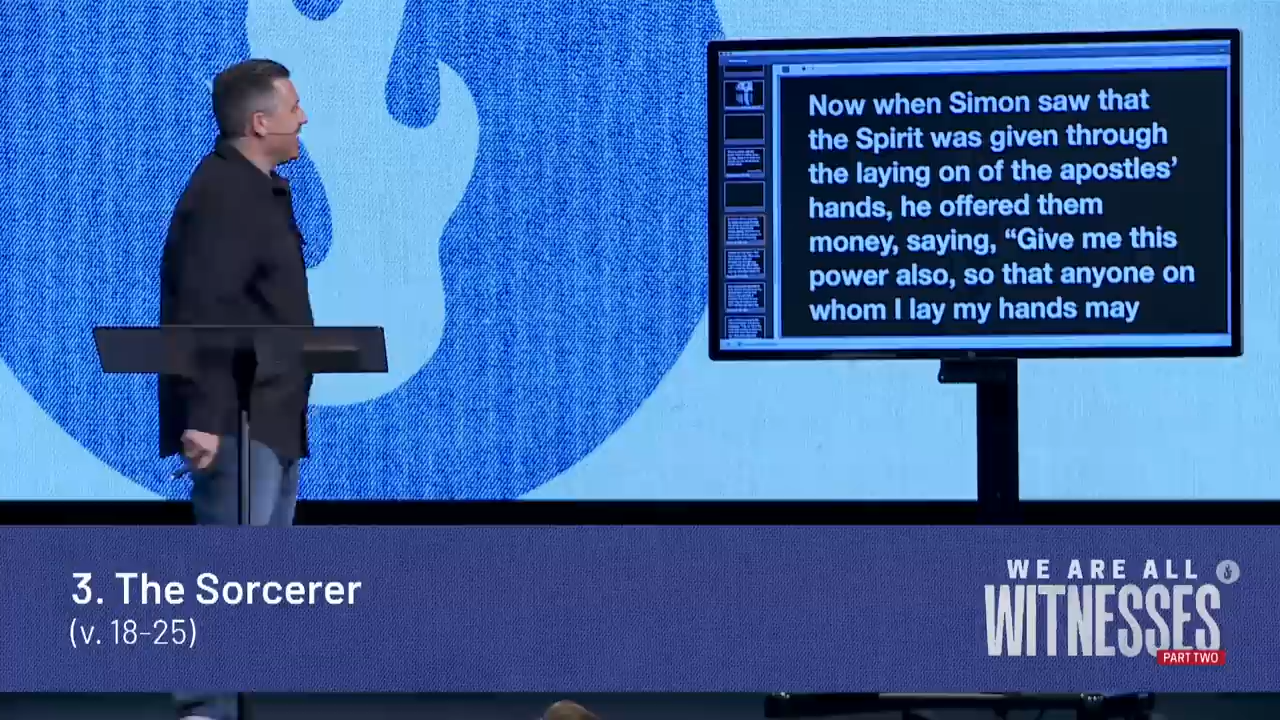 Now when Simon saw that
the Spirit was given through
the laying on of the apostles’
hands, he offered them
money, saying, “Give me this
power also, so that anyone on
whom I lay my hands may
3. The Sorcerer
(v. 18-25)
WE ARE ALL
WITNESSES
PART TWO